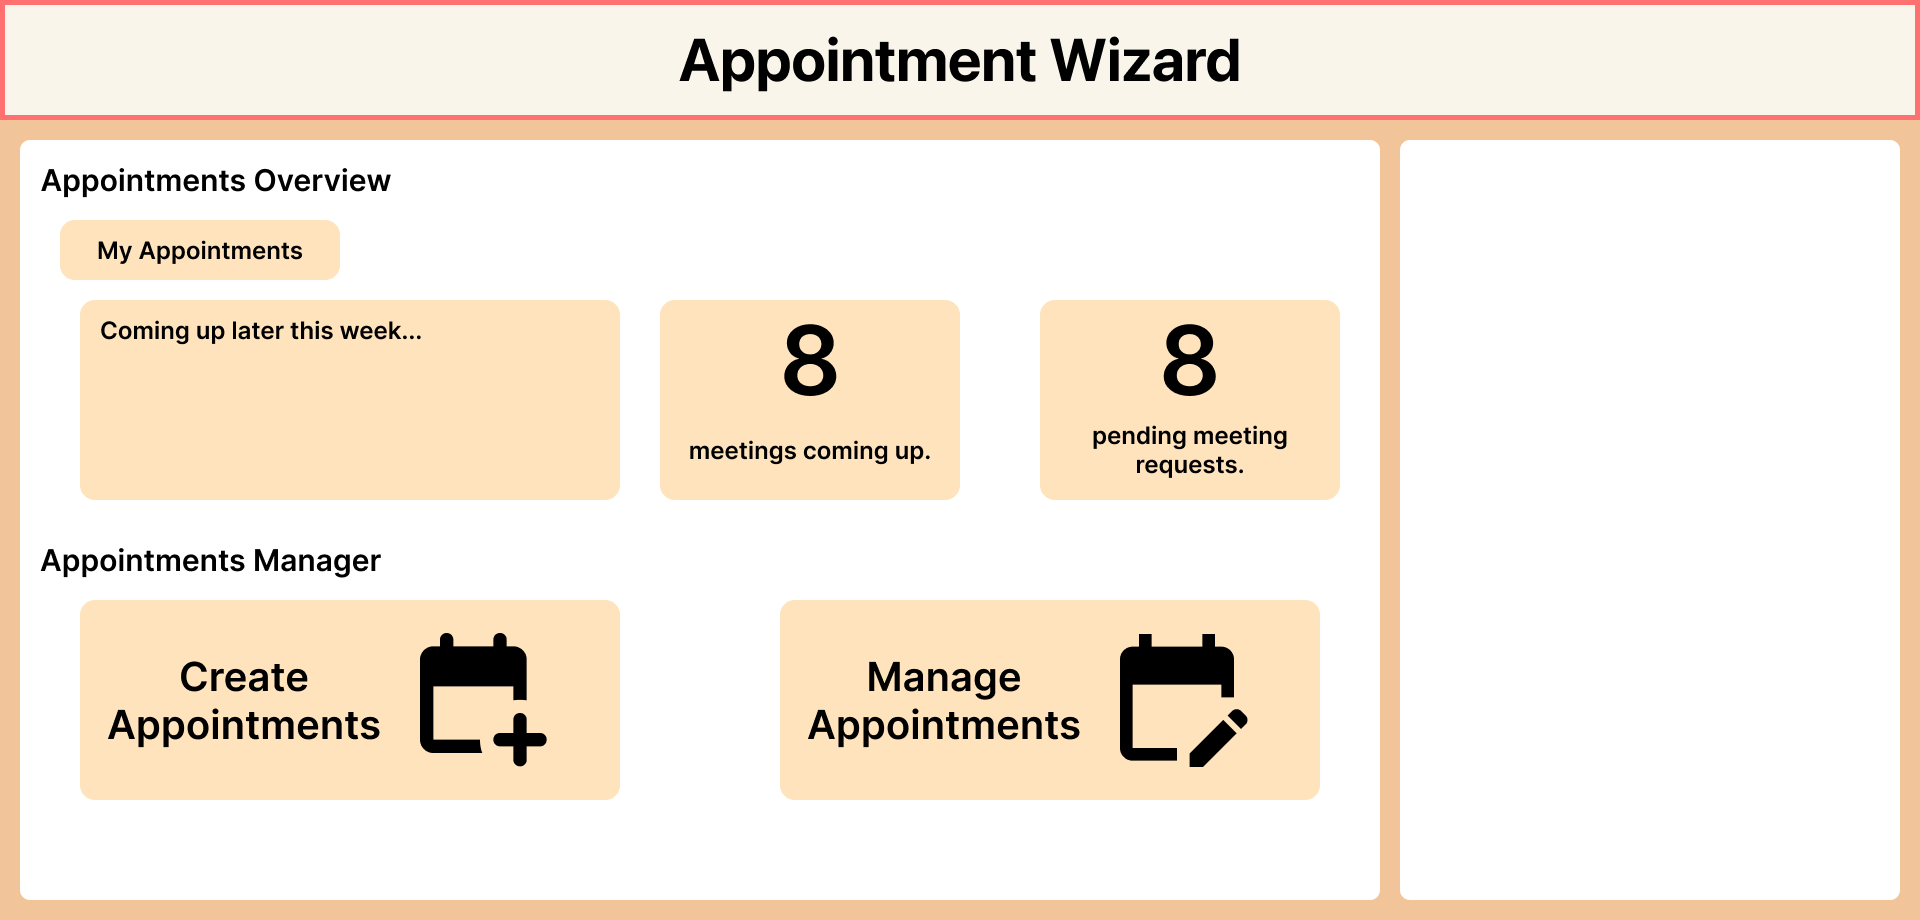 Appointment Wizard
Appointments Overview
My Appointments
Coming up later this week...
8
meetings coming up.
8
pending meeting
requests.
Appointments Manager
Create
Appointments
Manage
Appointments